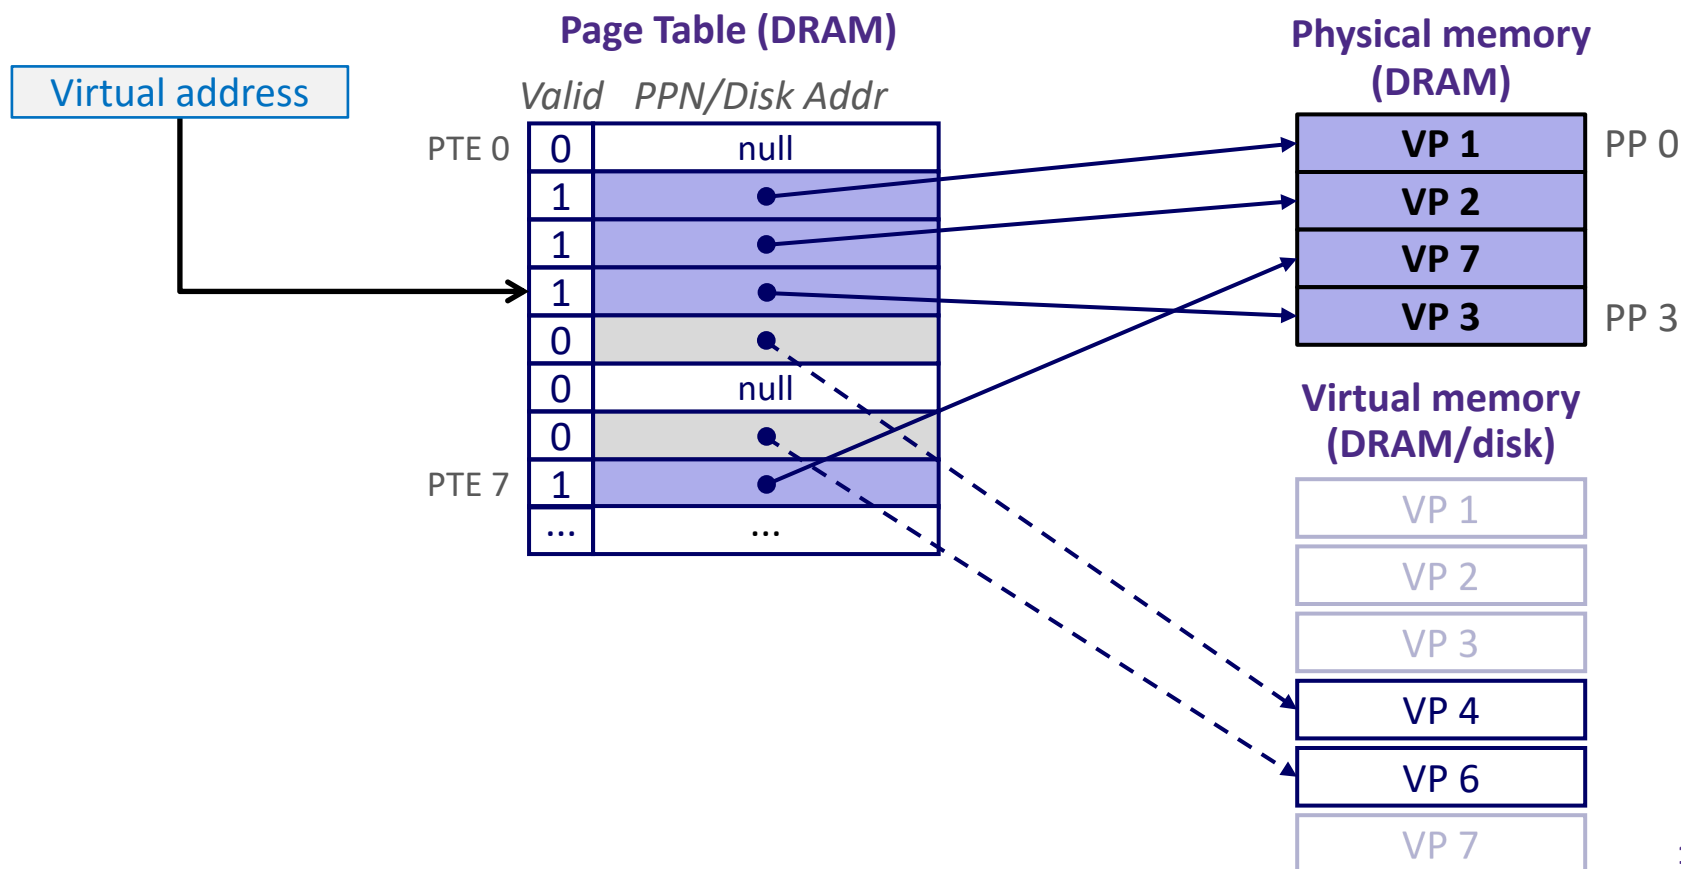 Page Table (DRAM)
Physical memory
(DRAM)
Virtual address
Valid PPN/Disk Addr
PTE 0 0 null
1
1
1
0
0 null
0
PTE 7 1
... ...
VP 1 PP 0
VP 2
VP 7
VP 3 PP 3
Virtual memory
(DRAM/disk)
VP 1
VP 2
VP 3
VP 4
VP 6
VP 7